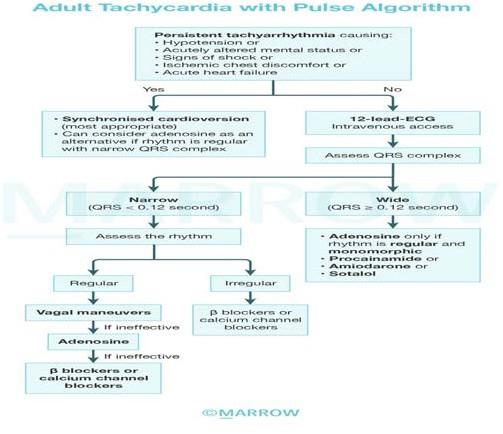 Adult Tachycardia with Pulse Algorithm
Persistent tachyarrhythmia causing:
• Hypotension or
• Acutely altered mental status or
• Signs of shock or
• Ischemic chest discomfort or
• Acute heart failure
Yes
No
• Synchronised cardioversion
(most appropriate)
• Can consider adenosine as an
alternative if rhythm is regular
with narrow QRS complex
12-lead-ECG
Intravenous access
Assess QRS complex
MARROW
Narrow
(QRS < 0.12 second)
Wide
(QRS ≥ 0.12 second)
Assess the rhythm
• Adenosine only if
rhythm is regular and
monomorphic
• Procainamide or
• Amiodarone or
• Sotalol
Regular
Irregular
Vagal maneuvers
β blockers or
calcium channel
blockers
If ineffective
Adenosine
If ineffective
β blockers or
calcium channel
blockers
©MARROW